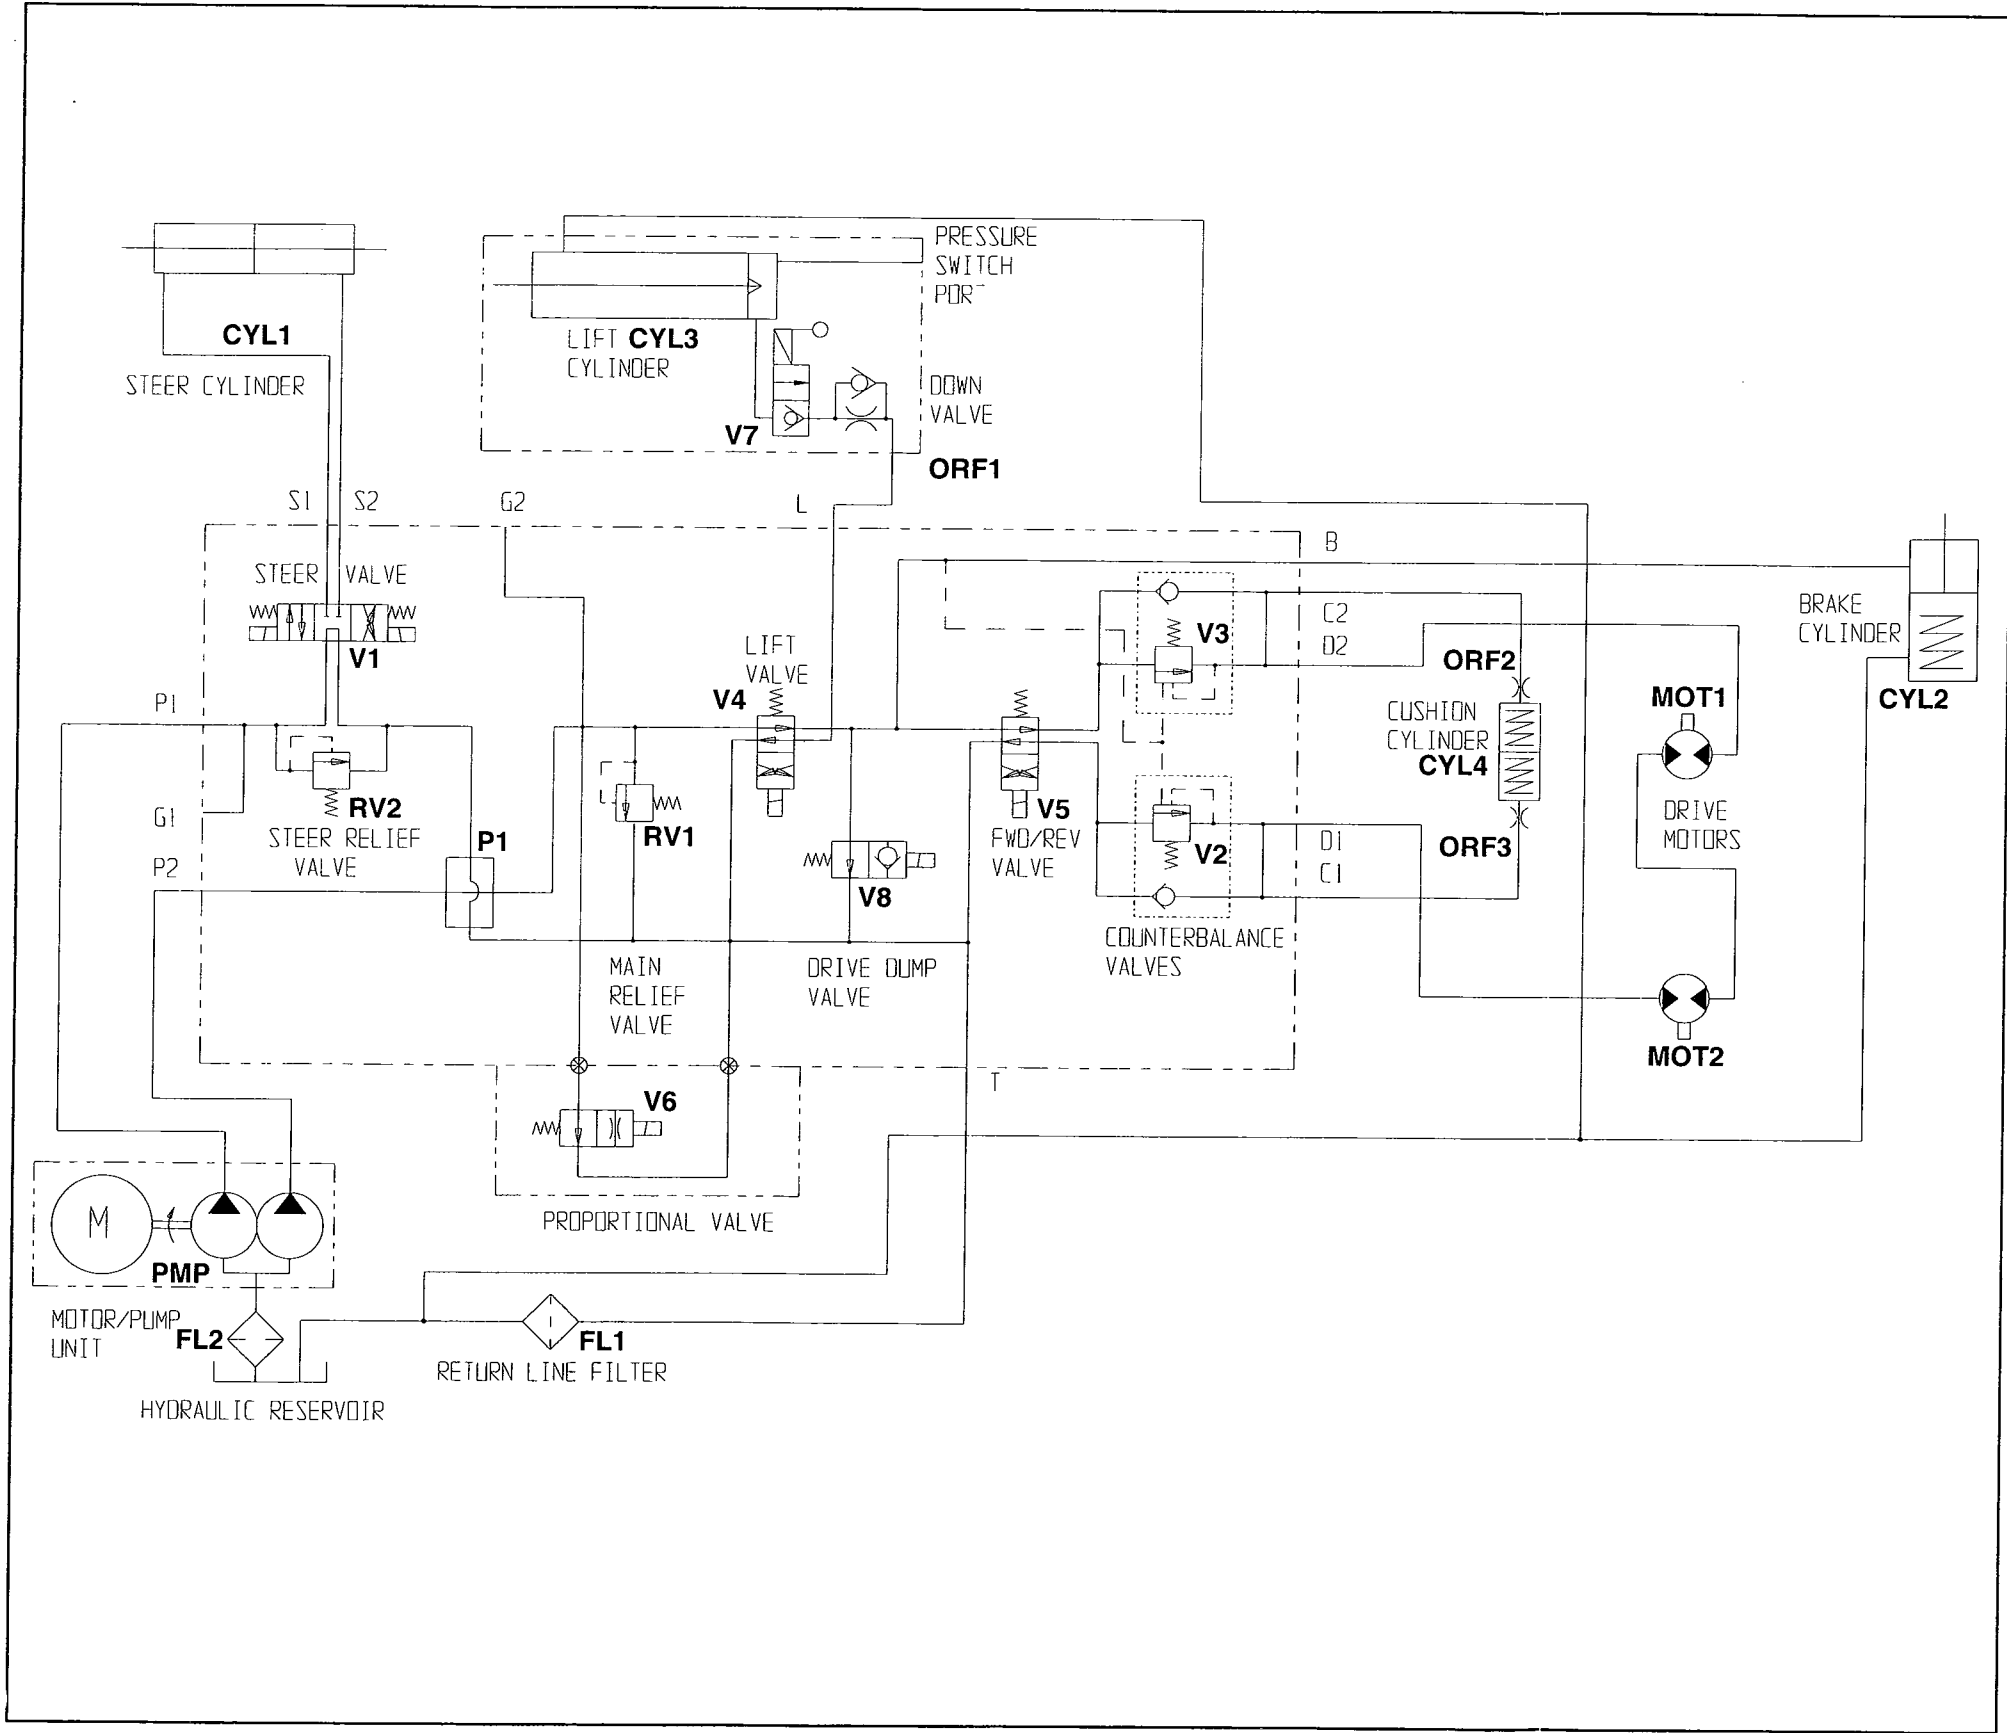 PRESSURE
SWITCH
POR
CYL1
LIFT CYL3
CYLINDER
STEER CYLINDER
DOWN
VALVE
V7
ORF1
S1
S2
G2
L
B
STEER VALVE
V1
C2
V3
D2
BRAKE
CYLINDER
LIFT
VALVE
V4
ORF2
MOT1
CYL2
P1
CUSHION
CYLINDER
CYL4
G1
RV2
STEER RELIEF
VALVE
P1
RV1
V5
FWD/REV
VALVE
V2
D1
C1
ORF3
DRIVE
MOTORS
P2
V8
COUNTERBALANCE
VALVES
MAIN
RELIEF
VALVE
DRIVE DUMP
VALVE
MOT2
T
V6
PROPORTIONAL VALVE
M
PMP
MOTOR/PUMP
UNIT
FL2
FL1
RETURN LINE FILTER
HYDRAULIC RESERVOIR